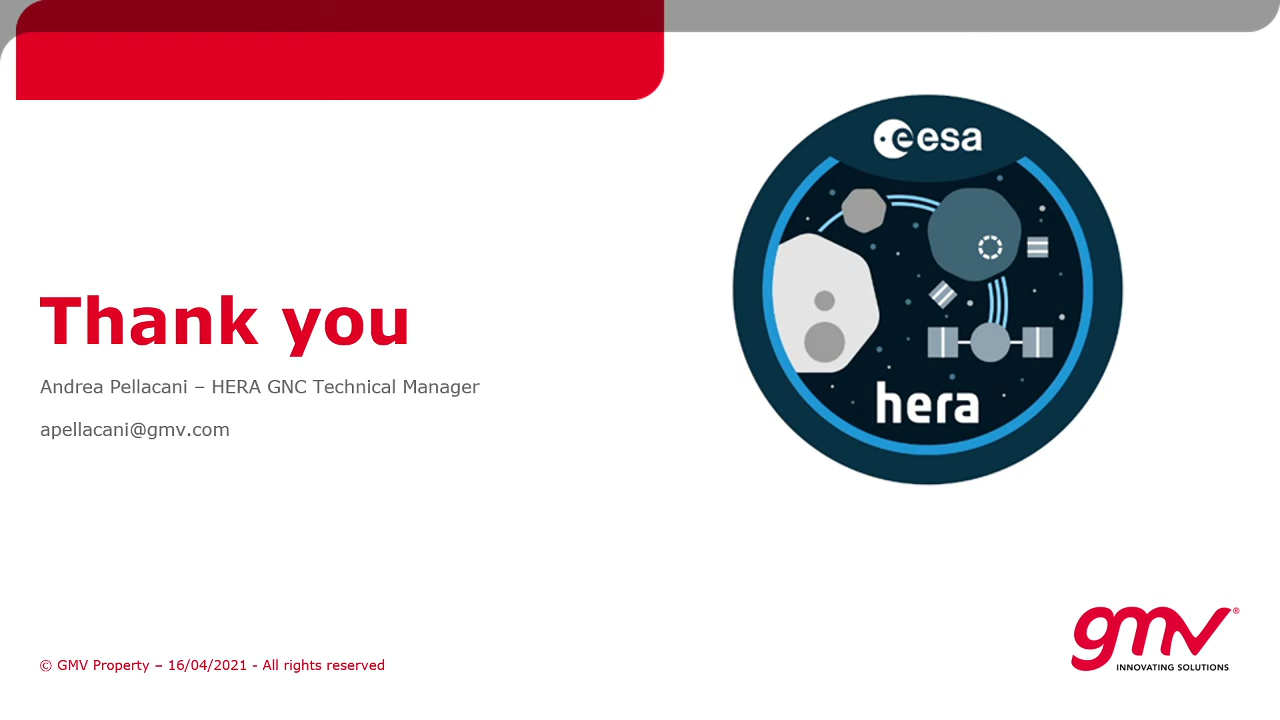 esa
hera
Thank you
Andrea Pellacani – HERA GNC Technical Manager
apellacani@gmv.com
© GMV Property – 16/04/2021 - All rights reserved
gmv®
INNOVATING SOLUTIONS